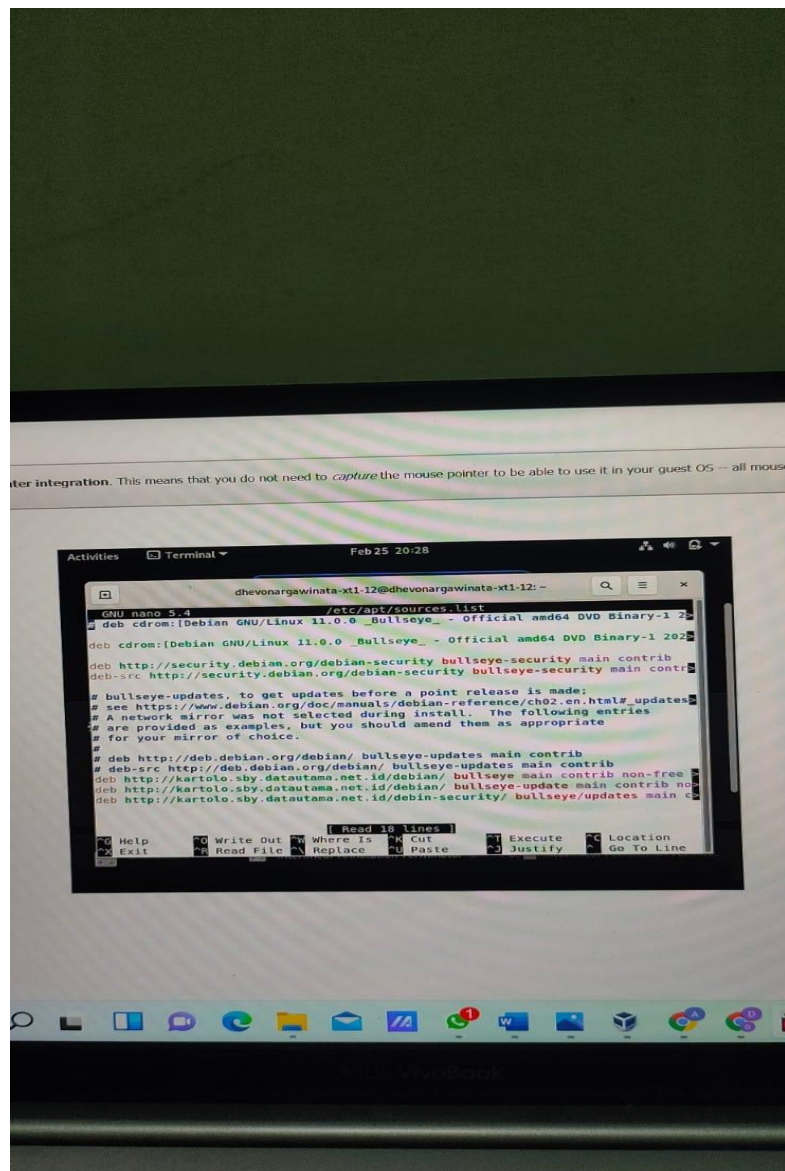 ter integration. This means that you do not need to capture the mouse pointer to be able to use it in your guest OS -- all mous
Activities Terminal Feb 25 20:28
dhevonargawinata-xt1-12@dhevonargawinata-xt1-12: ~
GNU nano 5.4 /etc/apt/sources.list
# deb cdrom:[Debian GNU/Linux 11.0.0 _Bullseye_ - Official amd64 DVD Binary-1 2>
deb cdrom:[Debian GNU/Linux 11.0.0 _Bullseye_ - Official amd64 DVD Binary-1 202>
deb http://security.debian.org/debian-security bullseye-security main contrib
deb-src http://security.debian.org/debian-security bullseye-security main contr>
# bullseye-updates, to get updates before a point release is made;
# see https://www.debian.org/doc/manuals/debian-reference/ch02.en.html#_updates>
# A network mirror was not selected during install. The following entries
# are provided as examples, but you should amend them as appropriate
# for your mirror of choice.
#
# deb http://deb.debian.org/debian/ bullseye-updates main contrib
# deb-src http://deb.debian.org/debian/ bullseye-updates main contrib
deb http://kartolo.sby.datautama.net.id/debian/ bullseye main contrib non-free >
deb http://kartolo.sby.datautama.net.id/debian/ bullseye-update main contrib no>
deb http://kartolo.sby.datautama.net.id/debin-security/ bullseye/updates main c>
[ Read 18 lines ]
^G Help ^O Write Out ^W Where Is ^K Cut ^T Execute ^C Location
^X Exit ^R Read File ^\ Replace ^U Paste ^J Justify ^_ Go To Line
1 W A D
ASUS VivoBook